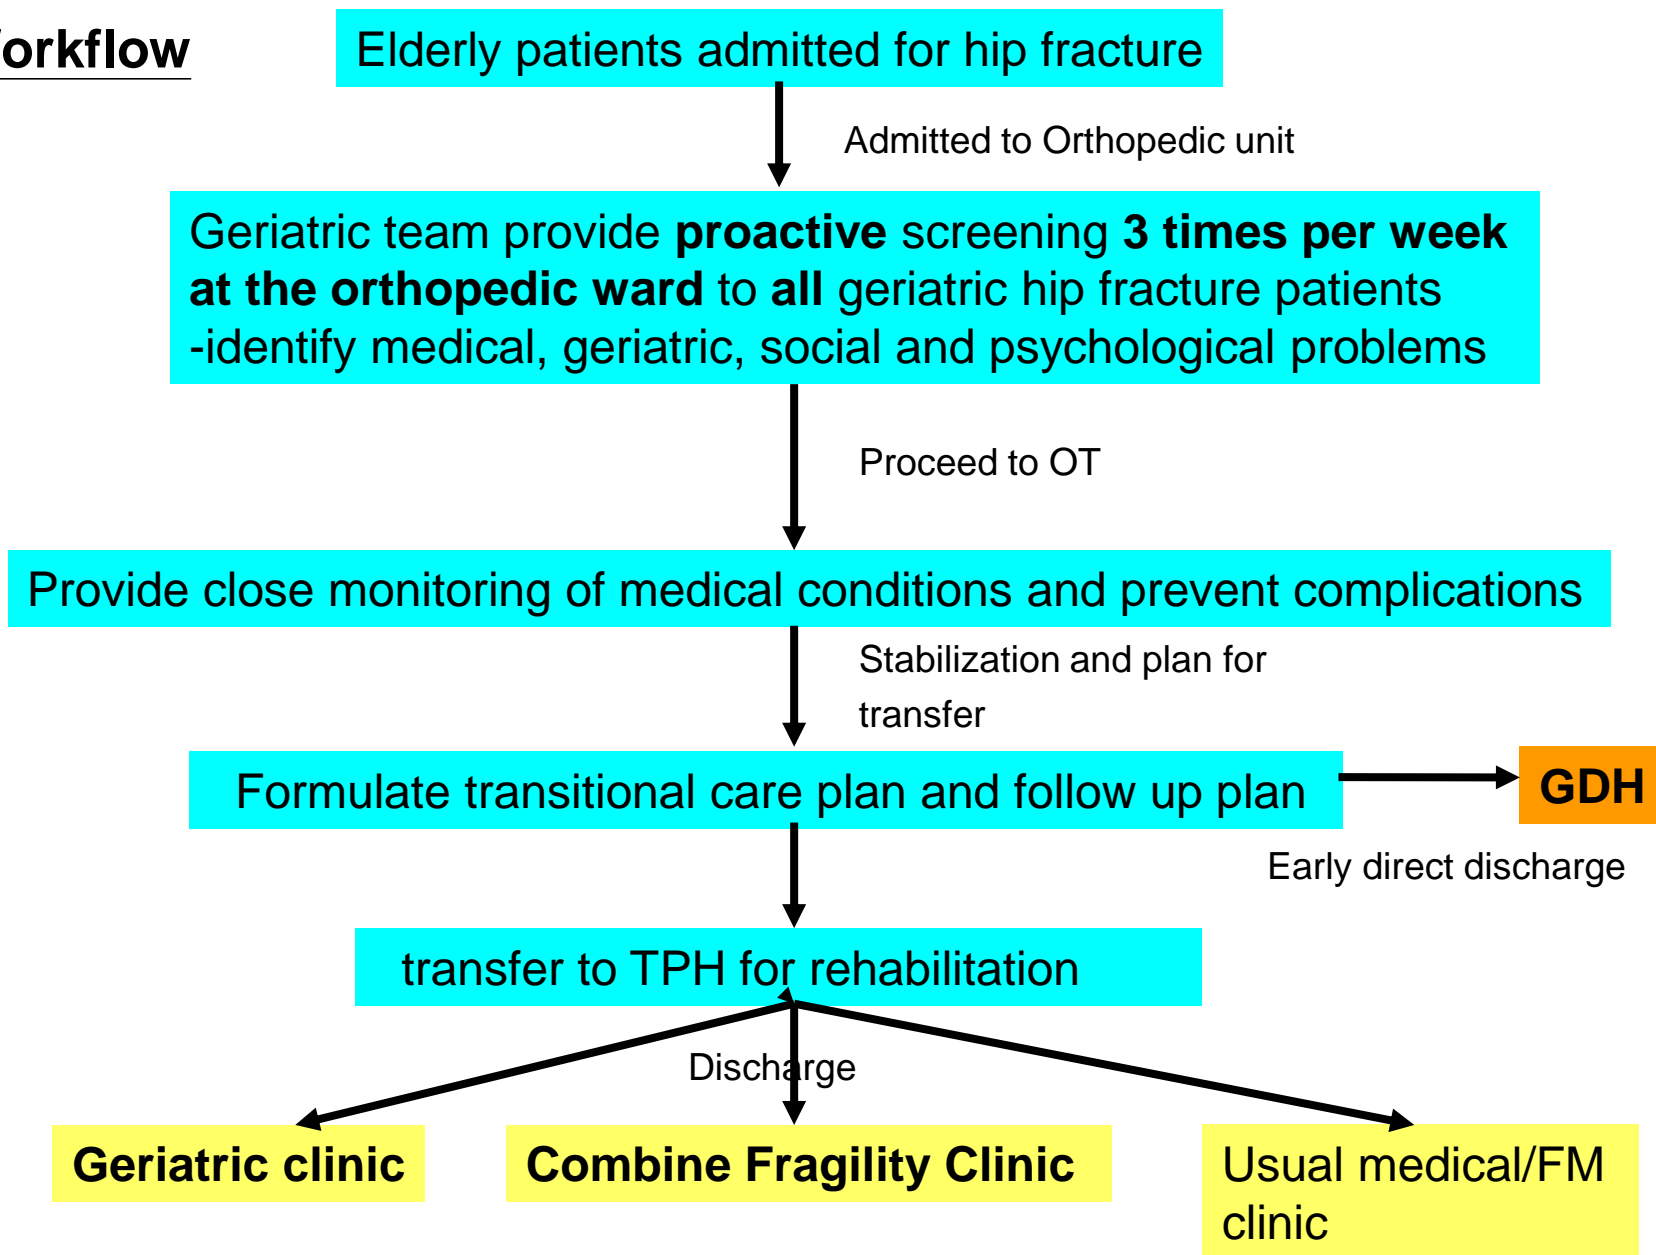 orkflow
Elderly patients admitted for hip fracture
Admitted to Orthopedic unit
Geriatric team provide proactive screening 3 times per week
at the orthopedic ward to all geriatric hip fracture patients
-identify medical, geriatric, social and psychological problems
Proceed to OT
Provide close monitoring of medical conditions and prevent complications
Stabilization and plan for
transfer
Formulate transitional care plan and follow up plan
GDH
Early direct discharge
transfer to TPH for rehabilitation
Discharge
Geriatric clinic
Combine Fragility Clinic
Usual medical/FM
clinic